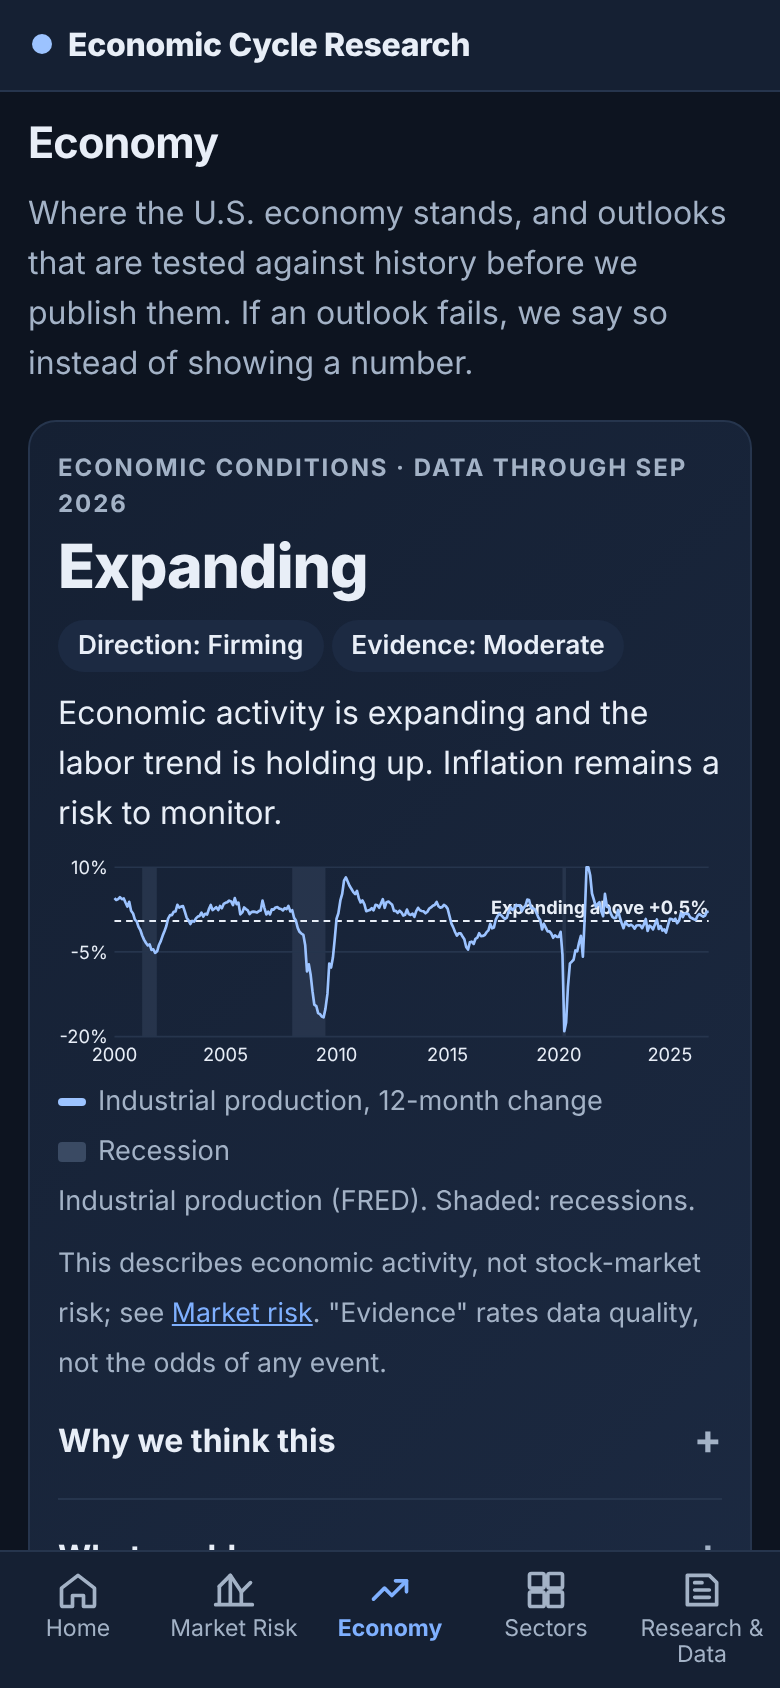 Economic Cycle Research
Economy
Where the U.S. economy stands, and outlooks
that are tested against history before we
publish them. If an outlook fails, we say so
instead of showing a number.
ECONOMIC CONDITIONS · DATA THROUGH SEP
2026
Expanding
Direction: Firming
Evidence: Moderate
Economic activity is expanding and the
labor trend is holding up. Inflation remains a
risk to monitor.
10%
Expanding above +0.5%
-5%
-20%
2000 2005 2010 2015 2020 2025
Industrial production, 12-month change
Recession
Industrial production (FRED). Shaded: recessions.
This describes economic activity, not stock-market
risk; see Market risk. "Evidence" rates data quality,
not the odds of any event.
Why we think this +
Home
Market Risk
Economy
Sectors
Research &
Data